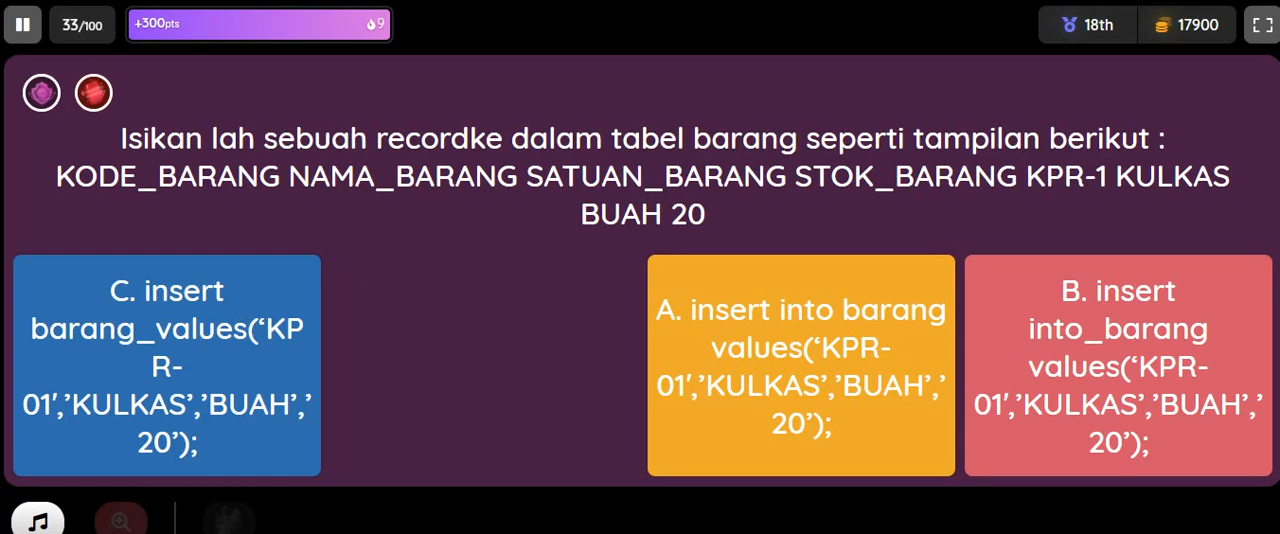 33/100
+300pts
9
18th
17900
Isikan lah sebuah recordke dalam tabel barang seperti tampilan berikut :
KODE_BARANG NAMA_BARANG SATUAN_BARANG STOK_BARANG KPR-1 KULKAS
BUAH 20
C. insert
barang_values(‘KP
R-
01′,’KULKAS’,’BUAH’,’
20’);
A. insert into barang
values(‘KPR-
01′,’KULKAS’,’BUAH’,’
20’);
B. insert
into_barang
values(‘KPR-
01′,’KULKAS’,’BUAH’,’
20’);